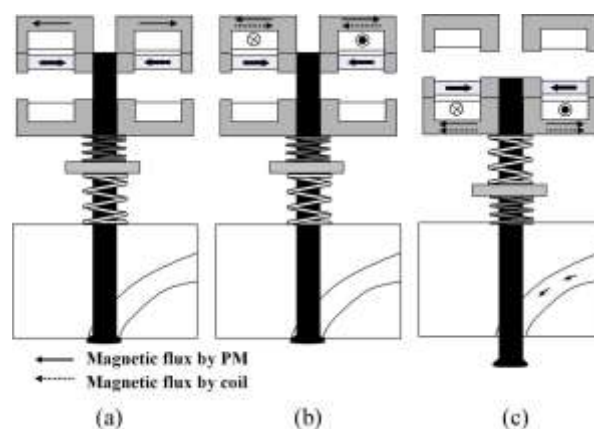 Magnetic flux by PM
Magnetic flux by coil
(a)
(b)
(c)